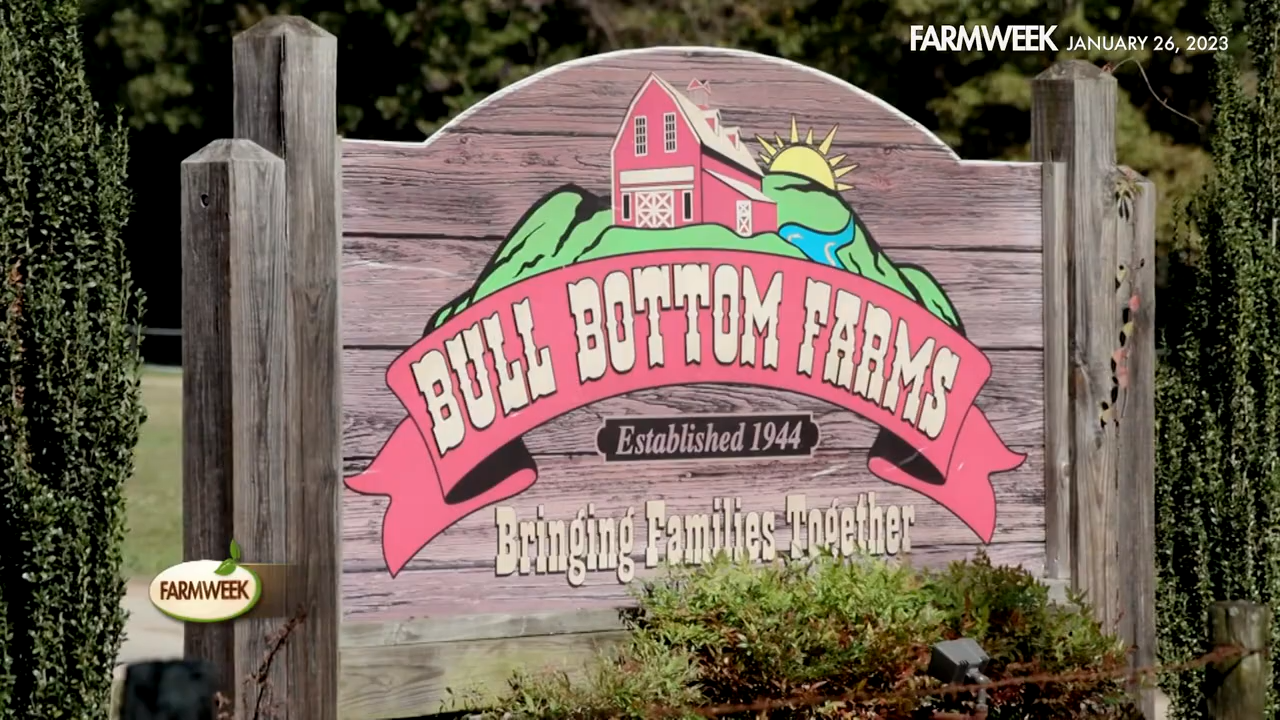 FARMWEEK JANUARY 26, 2023
BULL BOTTOM FARMS
Established 1944
Bringing Families Together
FARMWEEK